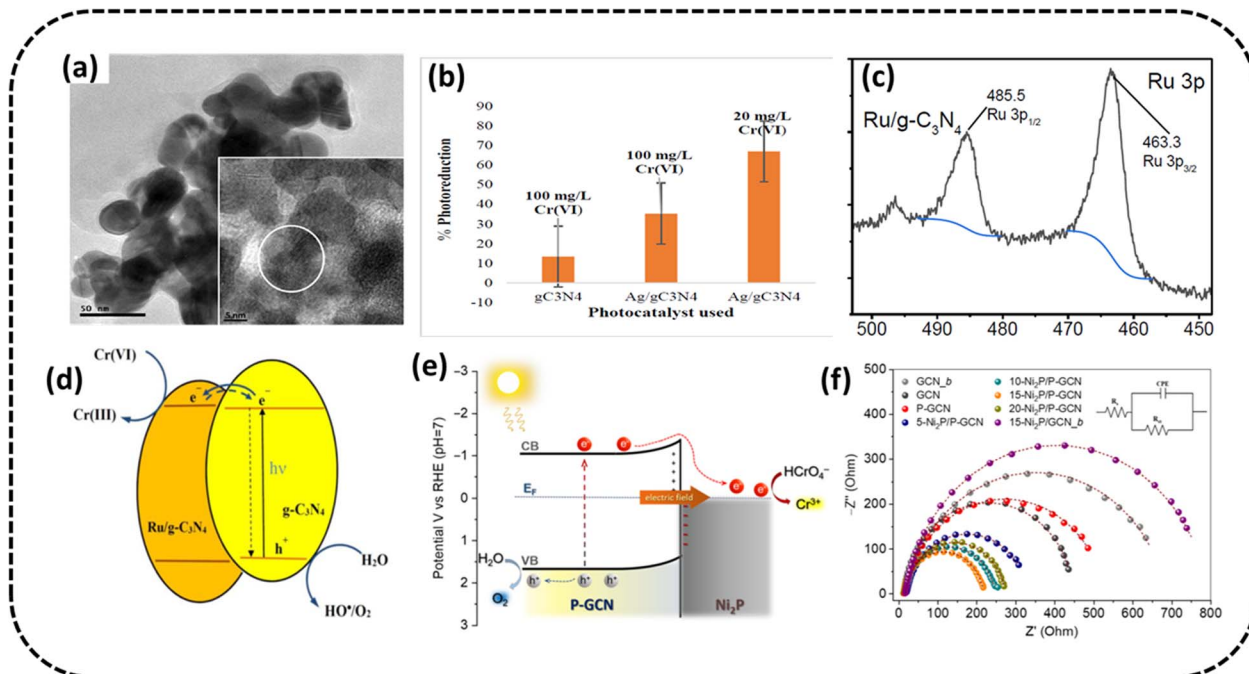 (a)
50 nm
5 nm
(b)
% Photoreduction
90
80
70
60
50
40
30
20
10
0
-10
100 mg/L
Cr(VI)
100 mg/L
Cr(VI)
20 mg/L
Cr(VI)
gC3N4
Ag/gC3N4
Ag/gC3N4
Photocatalyst used
(c)
Ru 3p
Ru/g-C₃N₄
485.5
Ru 3p₁/₂
463.3
Ru 3p₃/₂
500 490 480 470 460 450
(d)
Cr(VI)
Cr(III)
e⁻
e⁻
hν
Ru/g-C₃N₄
g-C₃N₄
h⁺
H₂O
HO•/O₂
(e)
Potential V vs RHE (pH=7)
−3
−2
−1
0
1
2
3
CB
E_F
VB
e⁻
e⁻
e⁻
e⁻
electric field
HCrO₄⁻
Cr³⁺
H₂O
O₂
h⁺
h⁺
h⁺
P-GCN
Ni₂P
(f)
-Z'' (Ohm)
500
400
300
200
100
0
GCN_b
GCN
P-GCN
5-Ni₂P/P-GCN
10-Ni₂P/P-GCN
15-Ni₂P/P-GCN
20-Ni₂P/P-GCN
15-Ni₂P/GCN_b
CPE
0 100 200 300 400 500 600 700 800
Z' (Ohm)